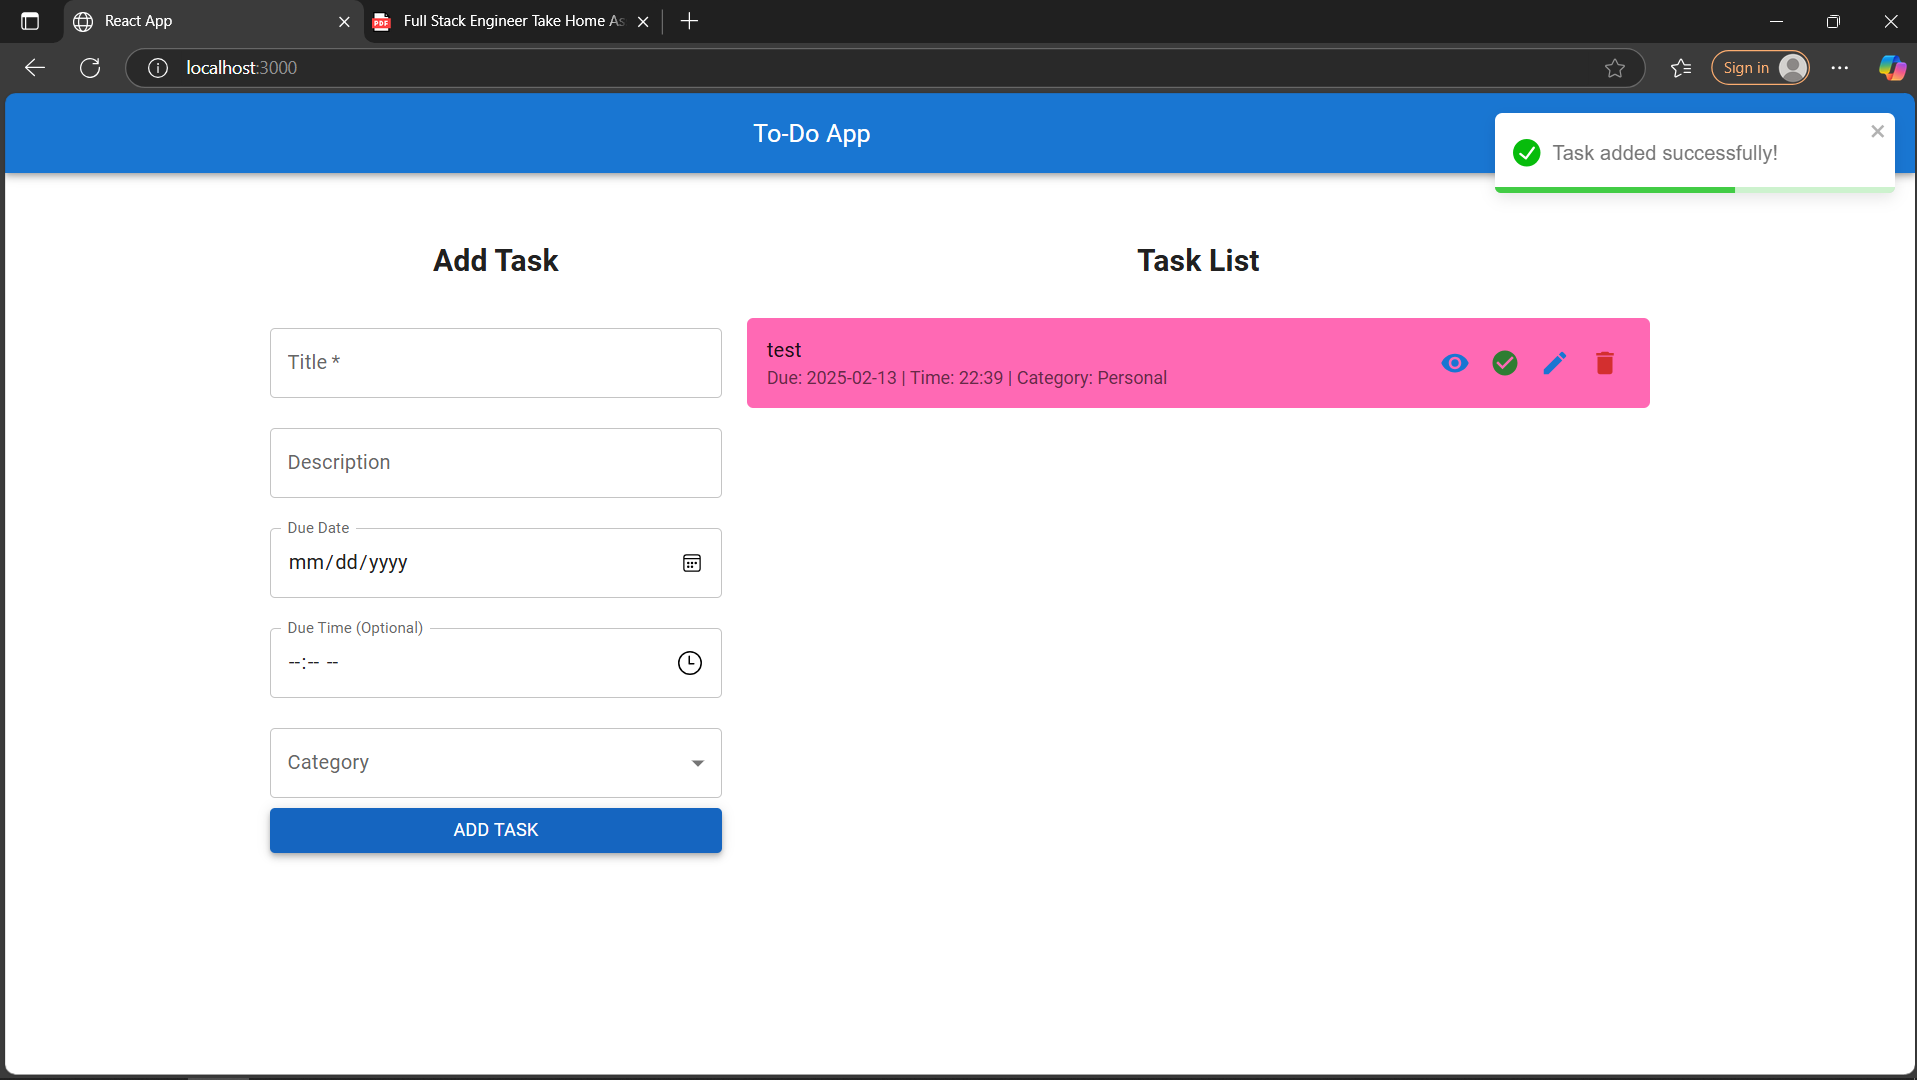 React App
Full Stack Engineer Take Home As
localhost:3000
Sign in
To-Do App
Task added successfully!
Add Task
Task List
Title *
test
Due: 2025-02-13 | Time: 22:39 | Category: Personal
Description
Due Date
mm/dd/yyyy
Due Time (Optional)
--:-- --
Category
ADD TASK